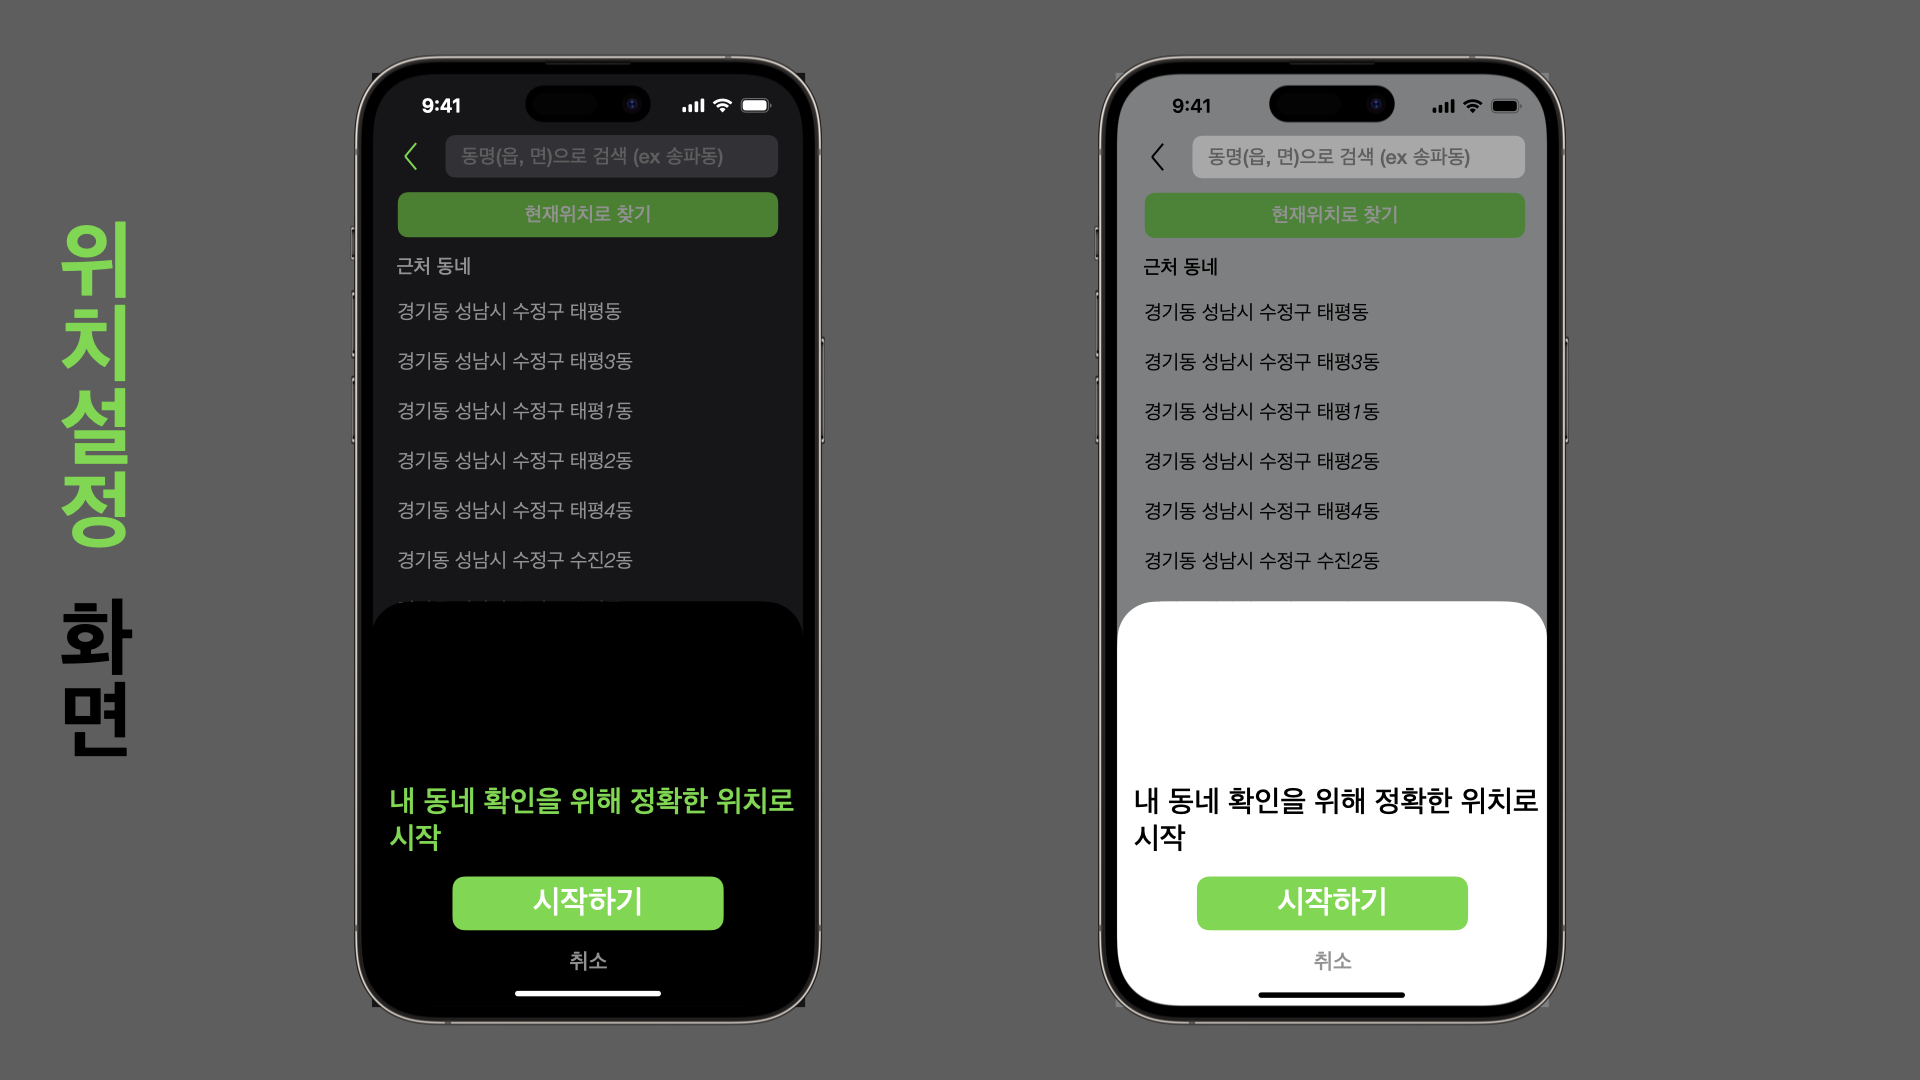 위치설정 화면
9:41
동명(읍, 면)으로 검색 (ex 송파동)
현재위치로 찾기
근처 동네
경기동 성남시 수정구 태평동
경기동 성남시 수정구 태평3동
경기동 성남시 수정구 태평1동
경기동 성남시 수정구 태평2동
경기동 성남시 수정구 태평4동
경기동 성남시 수정구 수진2동
내 동네 확인을 위해 정확한 위치로
시작
시작하기
취소
9:41
동명(읍, 면)으로 검색 (ex 송파동)
현재위치로 찾기
근처 동네
경기동 성남시 수정구 태평동
경기동 성남시 수정구 태평3동
경기동 성남시 수정구 태평1동
경기동 성남시 수정구 태평2동
경기동 성남시 수정구 태평4동
경기동 성남시 수정구 수진2동
내 동네 확인을 위해 정확한 위치로
시작
시작하기
취소